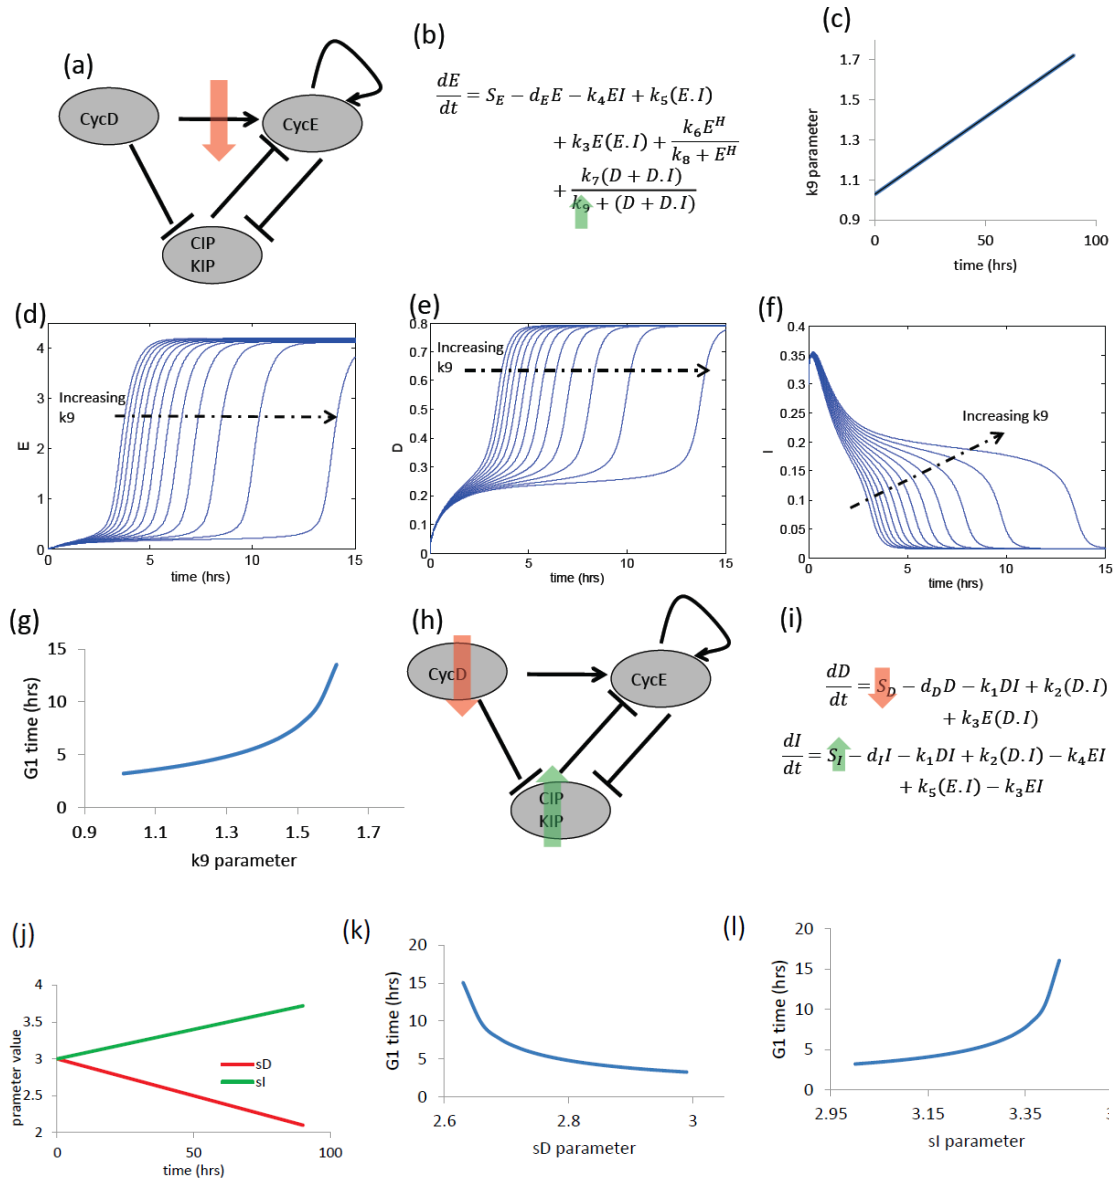 (a)
CycD
CycE
CIP
KIP
(b)
dE/dt = S_E − d_E E − k_4 EI + k_5(E.I)
+ k_3 E(E.I) + k_6 E^H / k_8 + E^H
+ k_7(D + D.I) / k_9 + (D + D.I)
(c)
k9 parameter
1.7
1.5
1.3
1.1
0.9
0
50
100
time (hrs)
(d)
E
4
3
2
1
0
Increasing
k9
0
5
10
15
time (hrs)
(e)
D
0.8
0.7
0.6
0.5
0.4
0.3
0.2
0.1
0
Increasing
k9
0
5
10
15
time (hrs)
(f)
I
0.4
0.35
0.3
0.25
0.2
0.15
0.1
0.05
0
Increasing k9
0
5
10
15
time (hrs)
(g)
G1 time (hrs)
15
10
5
0
0.9
1.1
1.3
1.5
1.7
k9 parameter
(h)
CycD
CycE
CIP
KIP
(i)
dD/dt = S_D − d_D D − k_1 DI + k_2(D.I)
+ k_3 E(D.I)
dI/dt = S_I − d_I I − k_1 DI + k_2(D.I) − k_4 EI
+ k_5(E.I) − k_3 EI
(j)
prameter value
4
3.5
3
2.5
2
sD
sI
0
50
100
time (hrs)
(k)
G1 time (hrs)
20
15
10
5
0
2.6
2.8
3
sD parameter
(l)
G1 time (hrs)
20
15
10
5
0
2.95
3.15
3.35
sI parameter